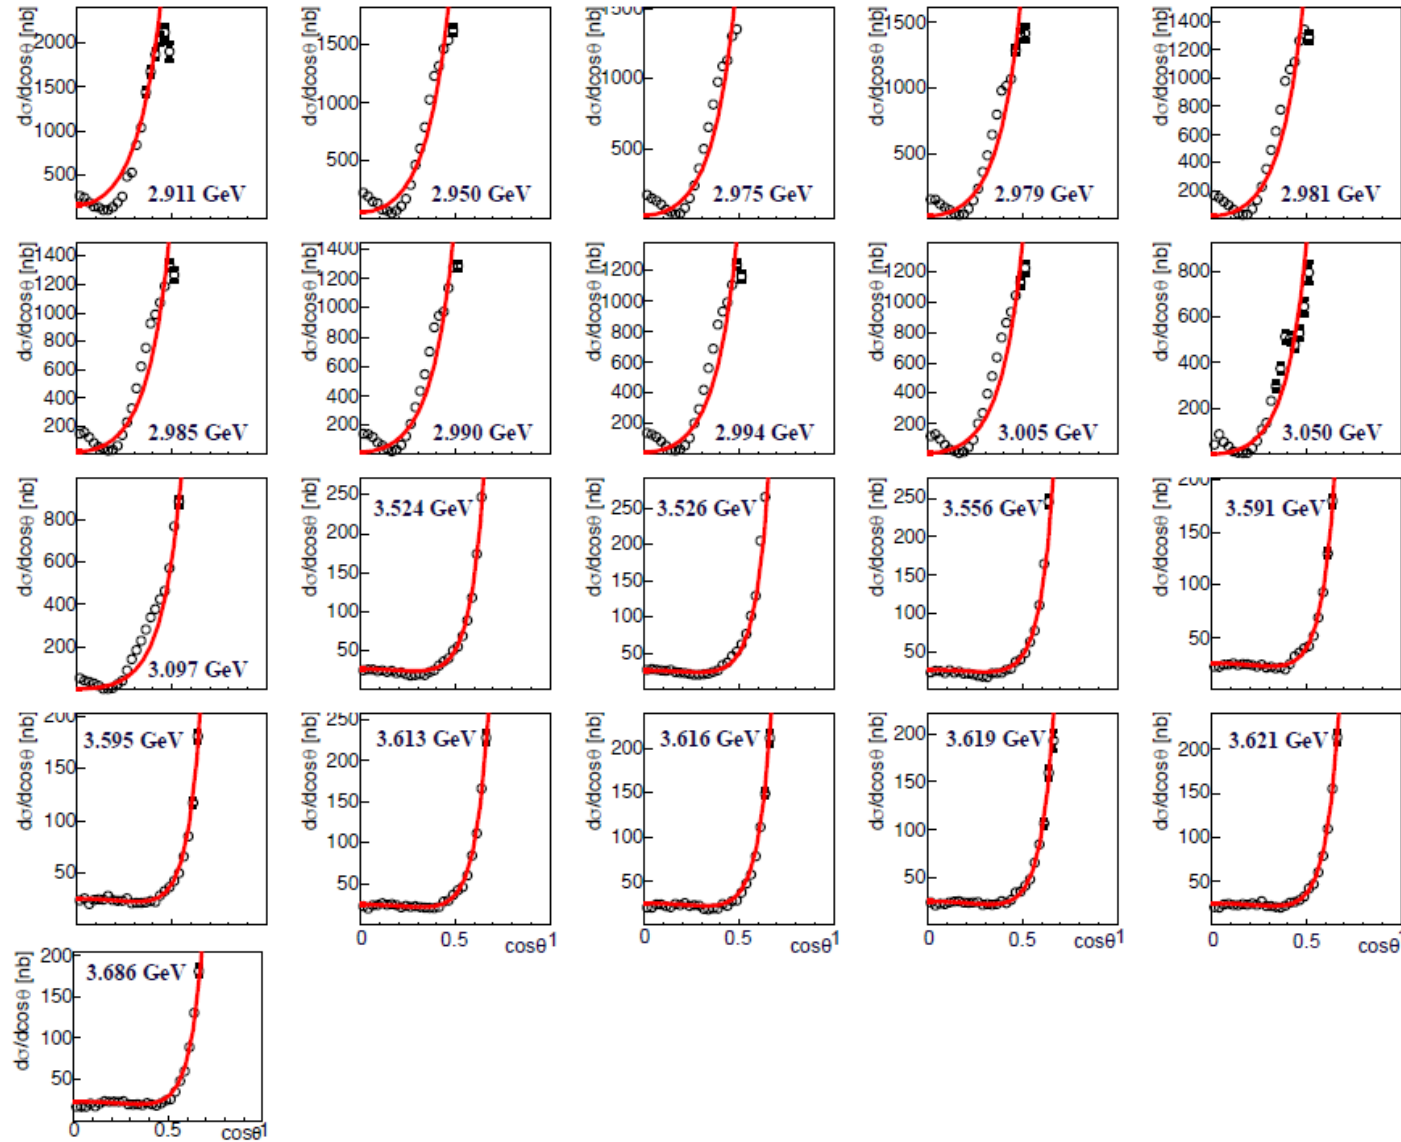 dσ/dcosθ [nb]
2000
1500
1000
500
2.911 GeV
dσ/dcosθ [nb]
1500
1000
500
2.950 GeV
dσ/dcosθ [nb]
1500
1000
500
2.975 GeV
dσ/dcosθ [nb]
1500
1000
500
2.979 GeV
dσ/dcosθ [nb]
1400
1200
1000
800
600
400
200
2.981 GeV
dσ/dcosθ [nb]
1400
1200
1000
800
600
400
200
2.985 GeV
dσ/dcosθ [nb]
1400
1200
1000
800
600
400
200
2.990 GeV
dσ/dcosθ [nb]
1200
1000
800
600
400
200
2.994 GeV
dσ/dcosθ [nb]
1200
1000
800
600
400
200
3.005 GeV
dσ/dcosθ [nb]
800
600
400
200
3.050 GeV
dσ/dcosθ [nb]
800
600
400
200
3.097 GeV
dσ/dcosθ [nb]
250
200
150
100
50
3.524 GeV
dσ/dcosθ [nb]
250
200
150
100
50
3.526 GeV
dσ/dcosθ [nb]
250
200
150
100
50
3.556 GeV
dσ/dcosθ [nb]
200
150
100
50
3.591 GeV
dσ/dcosθ [nb]
200
150
100
50
3.595 GeV
dσ/dcosθ [nb]
250
200
150
100
50
3.613 GeV
0 0.5 cosθ 1
dσ/dcosθ [nb]
200
150
100
50
3.616 GeV
0 0.5 cosθ 1
dσ/dcosθ [nb]
200
150
100
50
3.619 GeV
0 0.5 cosθ 1
dσ/dcosθ [nb]
200
150
100
50
3.621 GeV
0 0.5 cosθ 1
dσ/dcosθ [nb]
200
150
100
50
3.686 GeV
0 0.5 cosθ 1